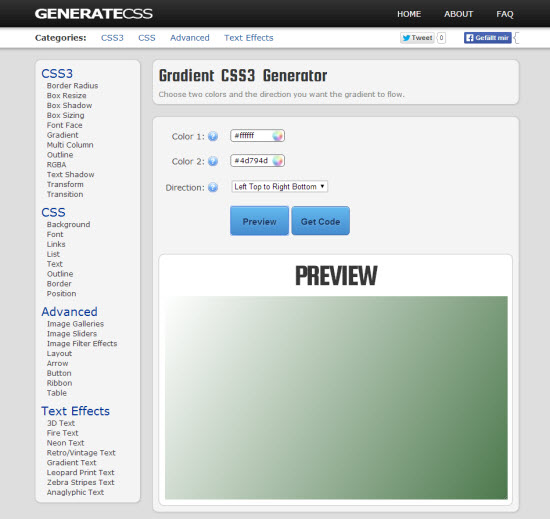 GENERATECSS
HOME ABOUT FAQ
Categories: CSS3 CSS Advanced Text Effects
Tweet 0
Gefällt mir
CSS3
Border Radius
Box Resize
Box Shadow
Box Sizing
Font Face
Gradient
Multi Column
Outline
RGBA
Text Shadow
Transform
Transition
CSS
Background
Font
Links
List
Text
Outline
Border
Position
Advanced
Image Galleries
Image Sliders
Image Filter Effects
Layout
Arrow
Button
Ribbon
Table
Text Effects
3D Text
Fire Text
Neon Text
Retro/Vintage Text
Gradient Text
Leopard Print Text
Zebra Stripes Text
Anaglyphic Text
Gradient CSS3 Generator
Choose two colors and the direction you want the gradient to flow.
Color 1: ? #ffffff
Color 2: ? #4d794d
Direction: ? Left Top to Right Bottom
Preview Get Code
PREVIEW